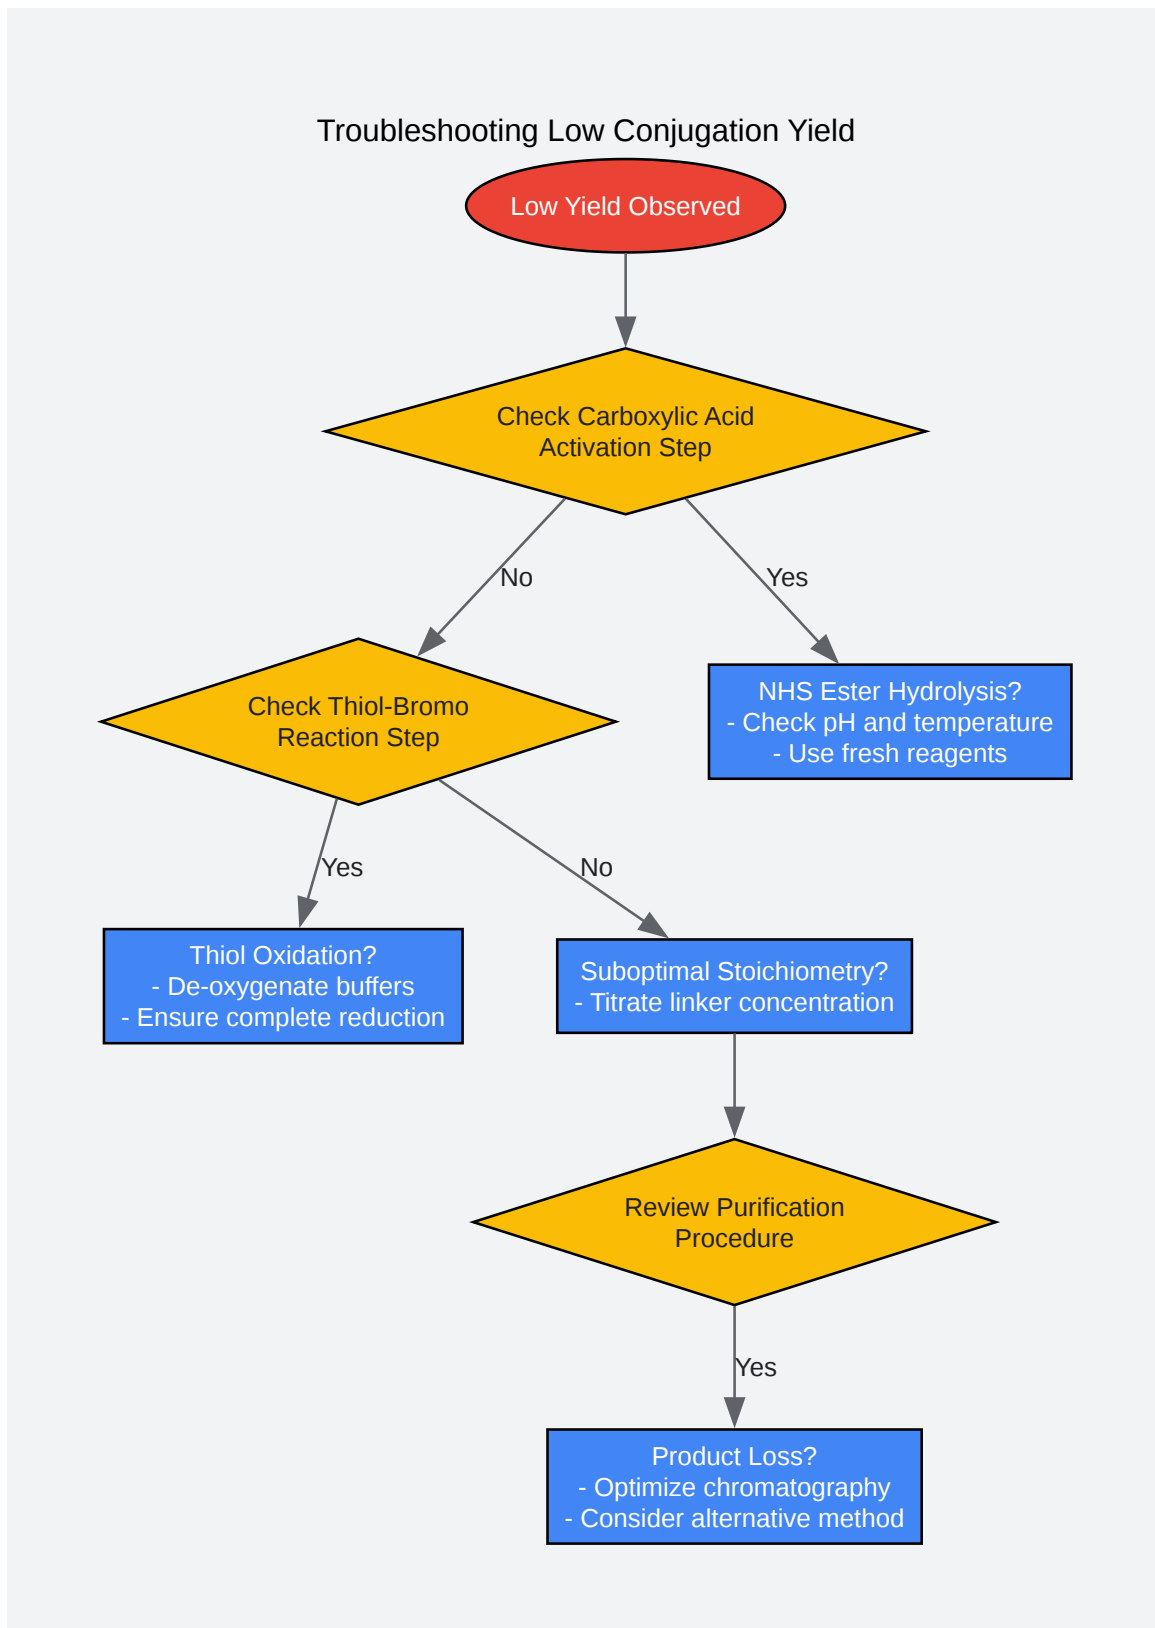 Troubleshooting Low Conjugation Yield
Low Yield Observed
Check Carboxylic Acid
Activation Step
No
Yes
Check Thiol-Bromo
Reaction Step
NHS Ester Hydrolysis?
- Check pH and temperature
- Use fresh reagents
Yes
No
Thiol Oxidation?
- De-oxygenate buffers
- Ensure complete reduction
Suboptimal Stoichiometry?
- Titrate linker concentration
Review Purification
Procedure
Yes
Product Loss?
- Optimize chromatography
- Consider alternative method